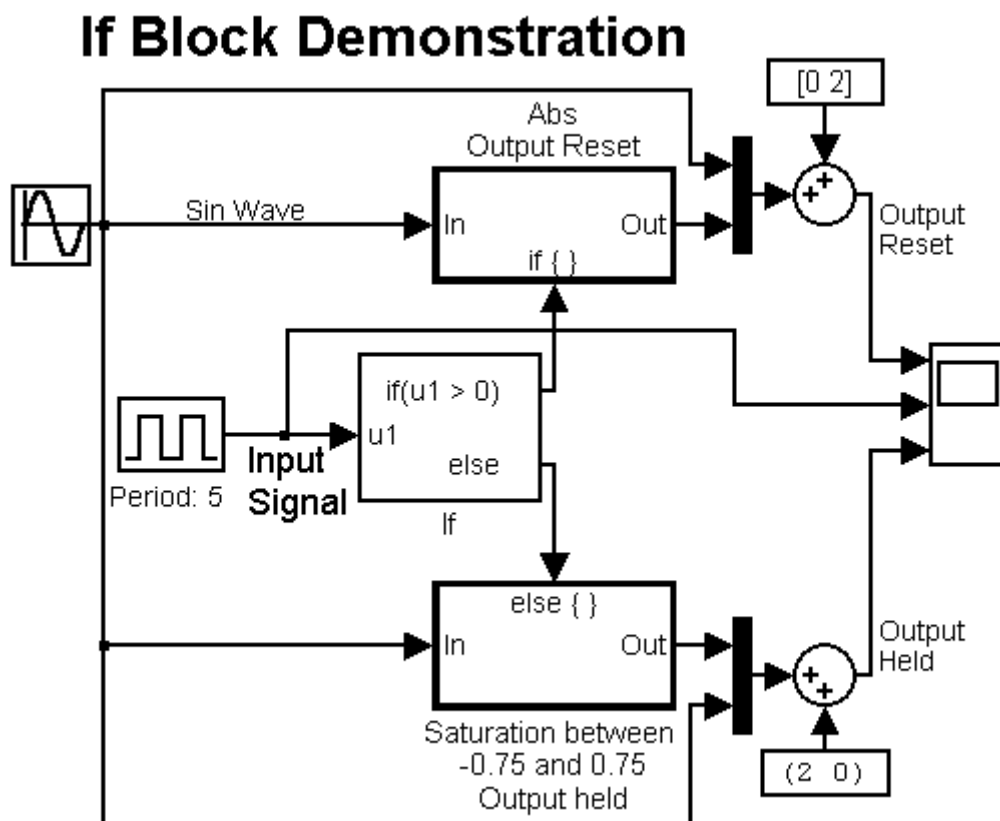 If Block Demonstration
[0 2]
Abs
Output Reset
+
+
Sin Wave
In
Out
if { }
Output
Reset
if(u1 > 0)
u1
else
If
Input
Signal
Period: 5
else { }
In
Out
+
+
Output
Held
Saturation between
-0.75 and 0.75
Output held
(2 0)